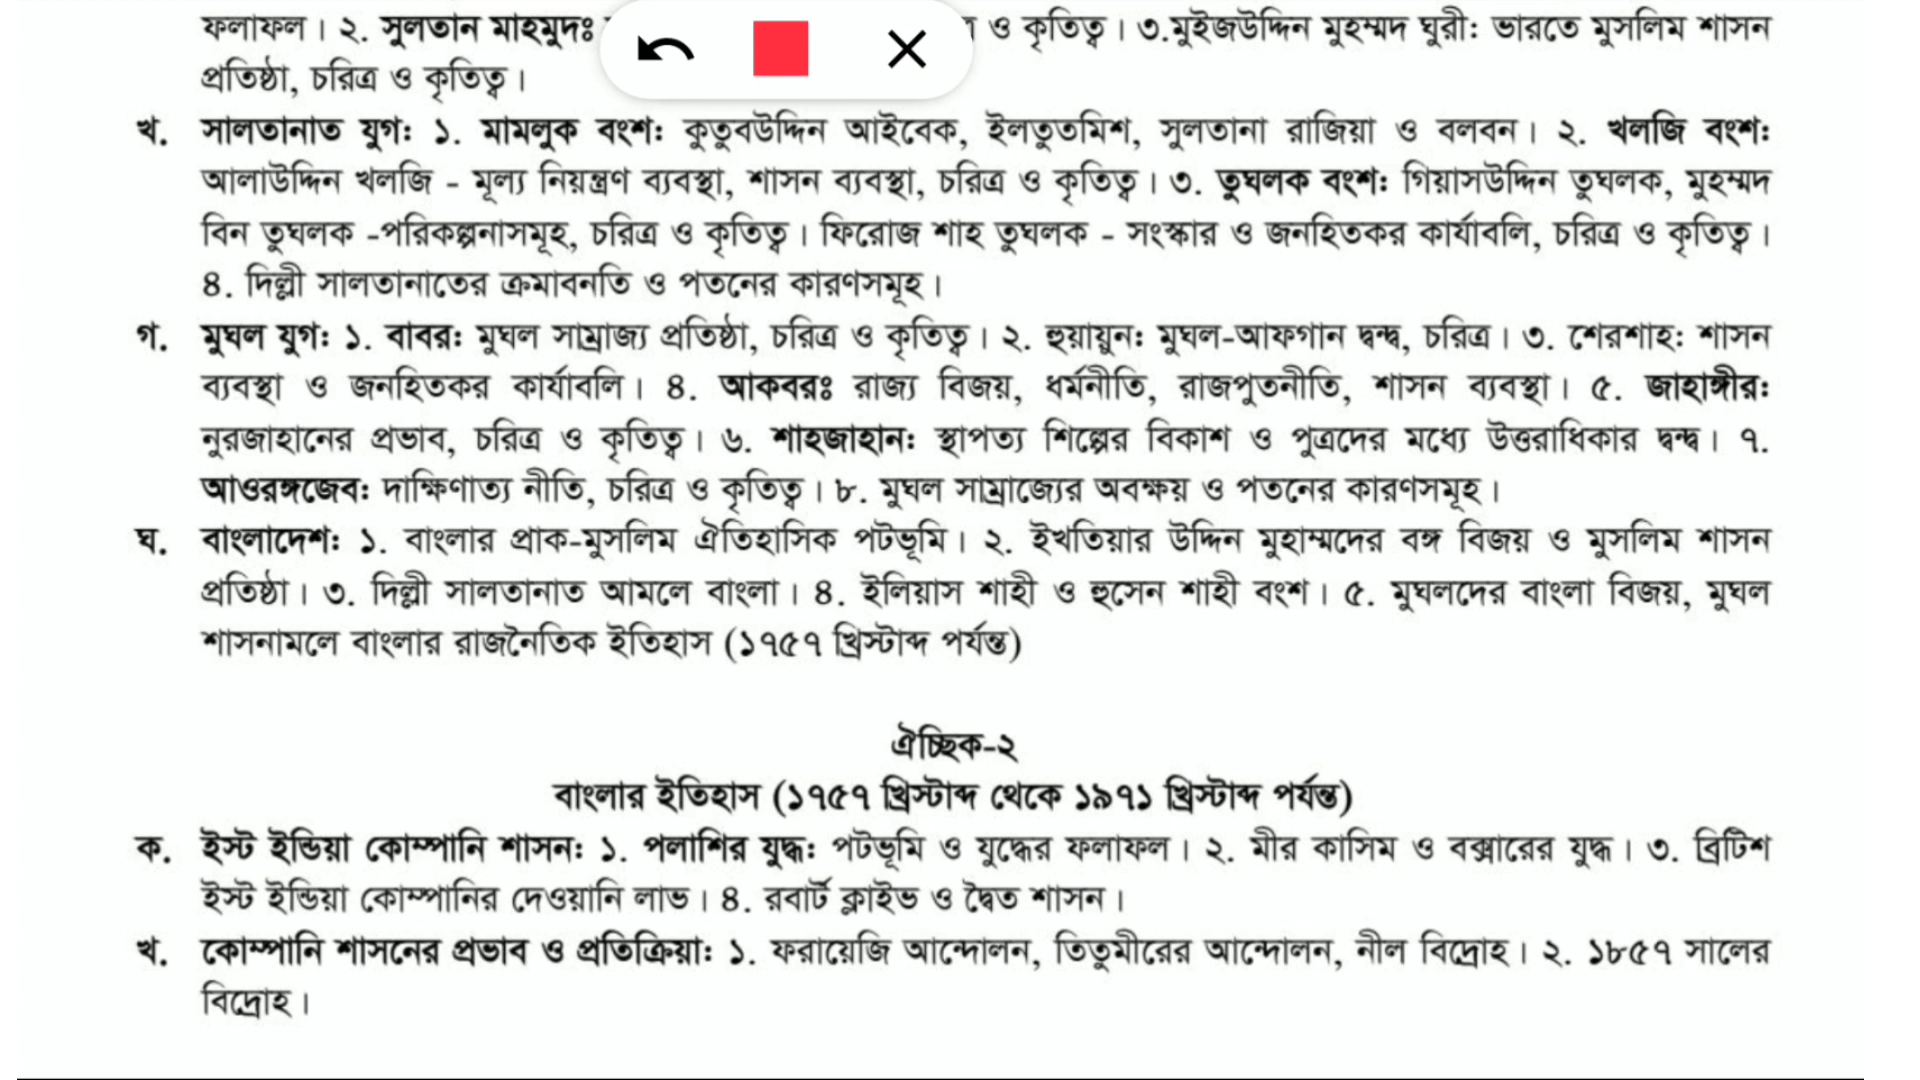 ফলাফল। ২. সুলতান মাহমুদঃ ও কৃতিত্ব। ৩.মুইজউদ্দিন মুহম্মদ ঘুরী: ভারতে মুসলিম শাসন
প্রতিষ্ঠা, চরিত্র ও কৃতিত্ব।
খ. সালতানাত যুগ: ১. মামলুক বংশ: কুতুবউদ্দিন আইবেক, ইলতুতমিশ, সুলতানা রাজিয়া ও বলবন। ২. খলজি বংশ:
আলাউদ্দিন খলজি - মূল্য নিয়ন্ত্রণ ব্যবস্থা, শাসন ব্যবস্থা, চরিত্র ও কৃতিত্ব। ৩. তুঘলক বংশ: গিয়াসউদ্দিন তুঘলক, মুহম্মদ
বিন তুঘলক -পরিকল্পনাসমূহ, চরিত্র ও কৃতিত্ব। ফিরোজ শাহ তুঘলক - সংস্কার ও জনহিতকর কার্যাবলি, চরিত্র ও কৃতিত্ব।
৪. দিল্লী সালতানাতের ক্রমাবনতি ও পতনের কারণসমূহ।
গ. মুঘল যুগ: ১. বাবর: মুঘল সাম্রাজ্য প্রতিষ্ঠা, চরিত্র ও কৃতিত্ব। ২. হুয়ায়ুন: মুঘল-আফগান দ্বন্দ্ব, চরিত্র। ৩. শেরশাহ: শাসন
ব্যবস্থা ও জনহিতকর কার্যাবলি। ৪. আকবরঃ রাজ্য বিজয়, ধর্মনীতি, রাজপুতনীতি, শাসন ব্যবস্থা। ৫. জাহাঙ্গীর:
নুরজাহানের প্রভাব, চরিত্র ও কৃতিত্ব। ৬. শাহজাহান: স্থাপত্য শিল্পের বিকাশ ও পুত্রদের মধ্যে উত্তরাধিকার দ্বন্দ্ব। ৭.
আওরঙ্গজেব: দাক্ষিণাত্য নীতি, চরিত্র ও কৃতিত্ব। ৮. মুঘল সাম্রাজ্যের অবক্ষয় ও পতনের কারণসমূহ।
ঘ. বাংলাদেশ: ১. বাংলার প্রাক-মুসলিম ঐতিহাসিক পটভূমি। ২. ইখতিয়ার উদ্দিন মুহাম্মদের বঙ্গ বিজয় ও মুসলিম শাসন
প্রতিষ্ঠা। ৩. দিল্লী সালতানাত আমলে বাংলা। ৪. ইলিয়াস শাহী ও হুসেন শাহী বংশ। ৫. মুঘলদের বাংলা বিজয়, মুঘল
শাসনামলে বাংলার রাজনৈতিক ইতিহাস (১৭৫৭ খ্রিস্টাব্দ পর্যন্ত)
ঐচ্ছিক-২
বাংলার ইতিহাস (১৭৫৭ খ্রিস্টাব্দ থেকে ১৯৭১ খ্রিস্টাব্দ পর্যন্ত)
ক. ইস্ট ইন্ডিয়া কোম্পানি শাসন: ১. পলাশির যুদ্ধ: পটভূমি ও যুদ্ধের ফলাফল। ২. মীর কাসিম ও বক্সারের যুদ্ধ। ৩. ব্রিটিশ
ইস্ট ইন্ডিয়া কোম্পানির দেওয়ানি লাভ। ৪. রবার্ট ক্লাইভ ও দ্বৈত শাসন।
খ. কোম্পানি শাসনের প্রভাব ও প্রতিক্রিয়া: ১. ফরায়েজি আন্দোলন, তিতুমীরের আন্দোলন, নীল বিদ্রোহ। ২. ১৮৫৭ সালের
বিদ্রোহ।